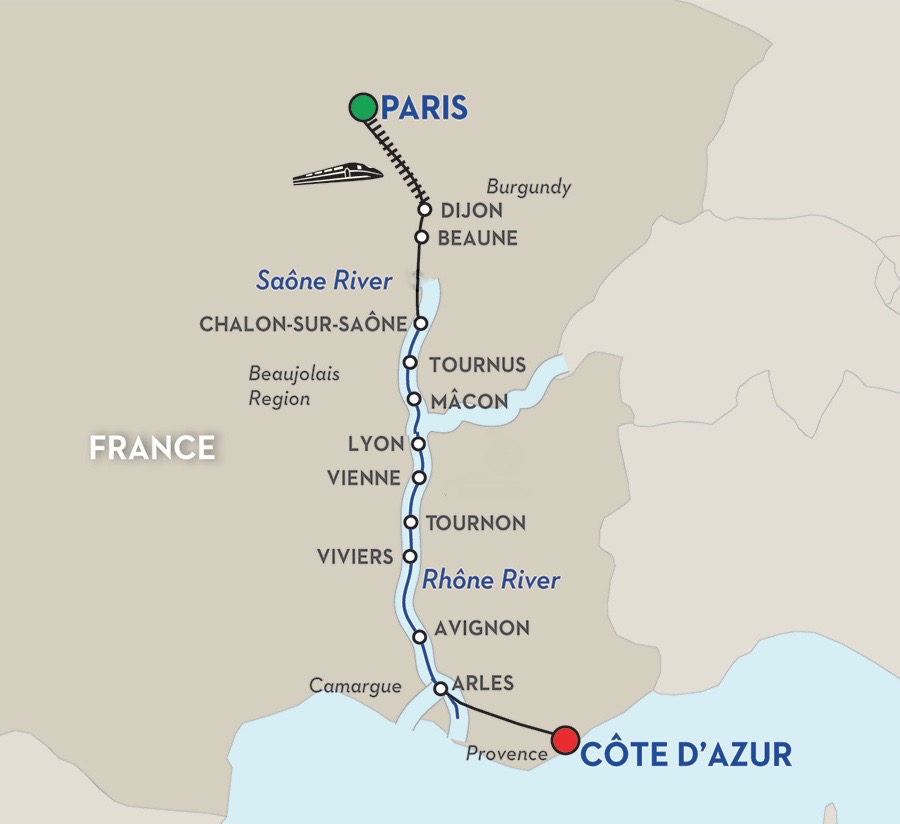 PARIS
Burgundy
DIJON
BEAUNE
Saône River
CHALON-SUR-SAÔNE
TOURNUS
Beaujolais
Region
MÂCON
FRANCE
LYON
VIENNE
TOURNON
VIVIERS
Rhône River
AVIGNON
Camargue
ARLES
Provence
CÔTE D'AZUR